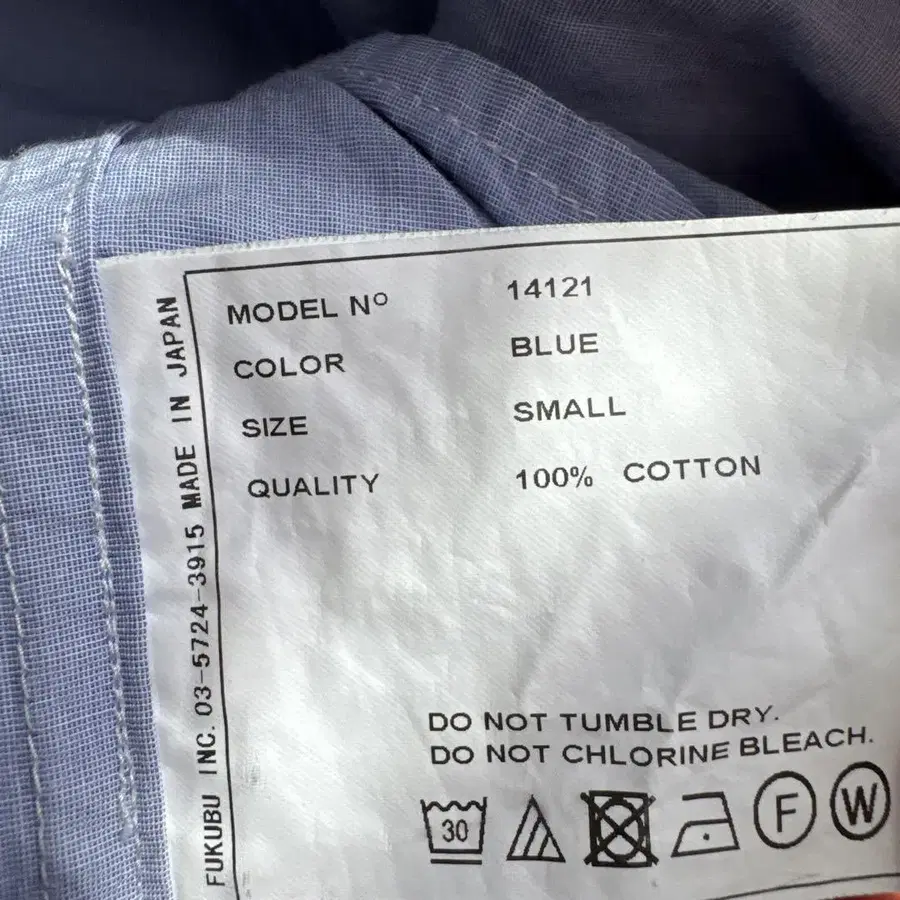 MODEL Nº 14121
COLOR BLUE
SIZE SMALL
QUALITY 100% COTTON
DO NOT TUMBLE DRY.
DO NOT CHLORINE BLEACH.
30 F W
FUKUBU INC. 03-5724-3915 MADE IN JAPAN